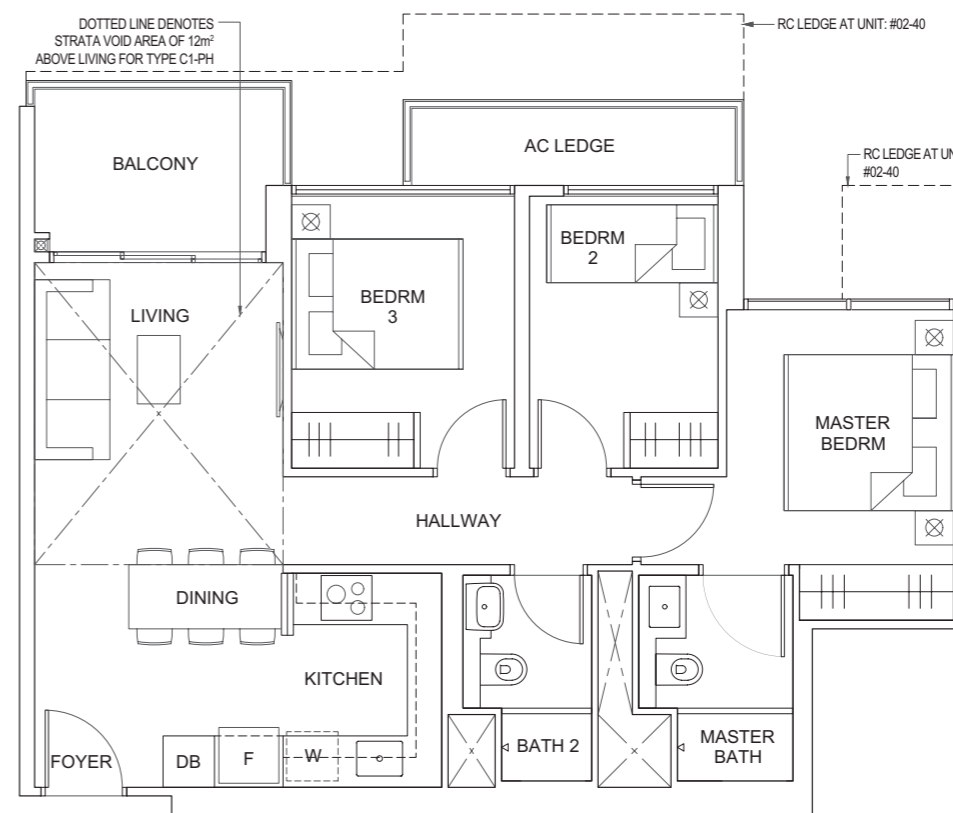 DOTTED LINE DENOTES
STRATA VOID AREA OF 12m²
ABOVE LIVING FOR TYPE C1-PH
RC LEDGE AT UNIT: #02-40
BALCONY
AC LEDGE
RC LEDGE AT UN
#02-40
BEDRM
2
BEDRM
3
LIVING
MASTER
BEDRM
HALLWAY
DINING
KITCHEN
FOYER
DB
F
W
BATH 2
MASTER
BATH